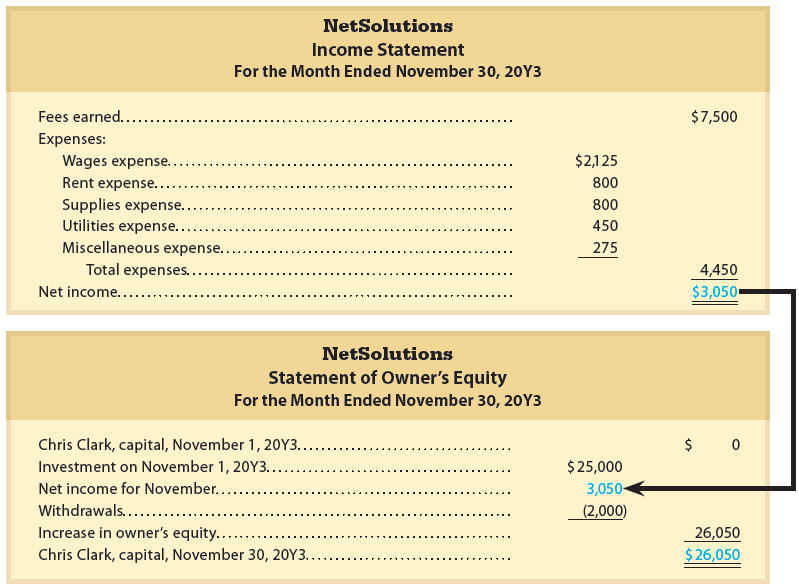 NetSolutions
Income Statement
For the Month Ended November 30, 20Y3
Fees earned. $7,500
Expenses:
Wages expense. $2,125
Rent expense. 800
Supplies expense. 800
Utilities expense. 450
Miscellaneous expense. 275
Total expenses. 4,450
Net income. $3,050
NetSolutions
Statement of Owner’s Equity
For the Month Ended November 30, 20Y3
Chris Clark, capital, November 1, 20Y3. $ 0
Investment on November 1, 20Y3. $25,000
Net income for November. 3,050
Withdrawals. (2,000)
Increase in owner’s equity. 26,050
Chris Clark, capital, November 30, 20Y3. $26,050